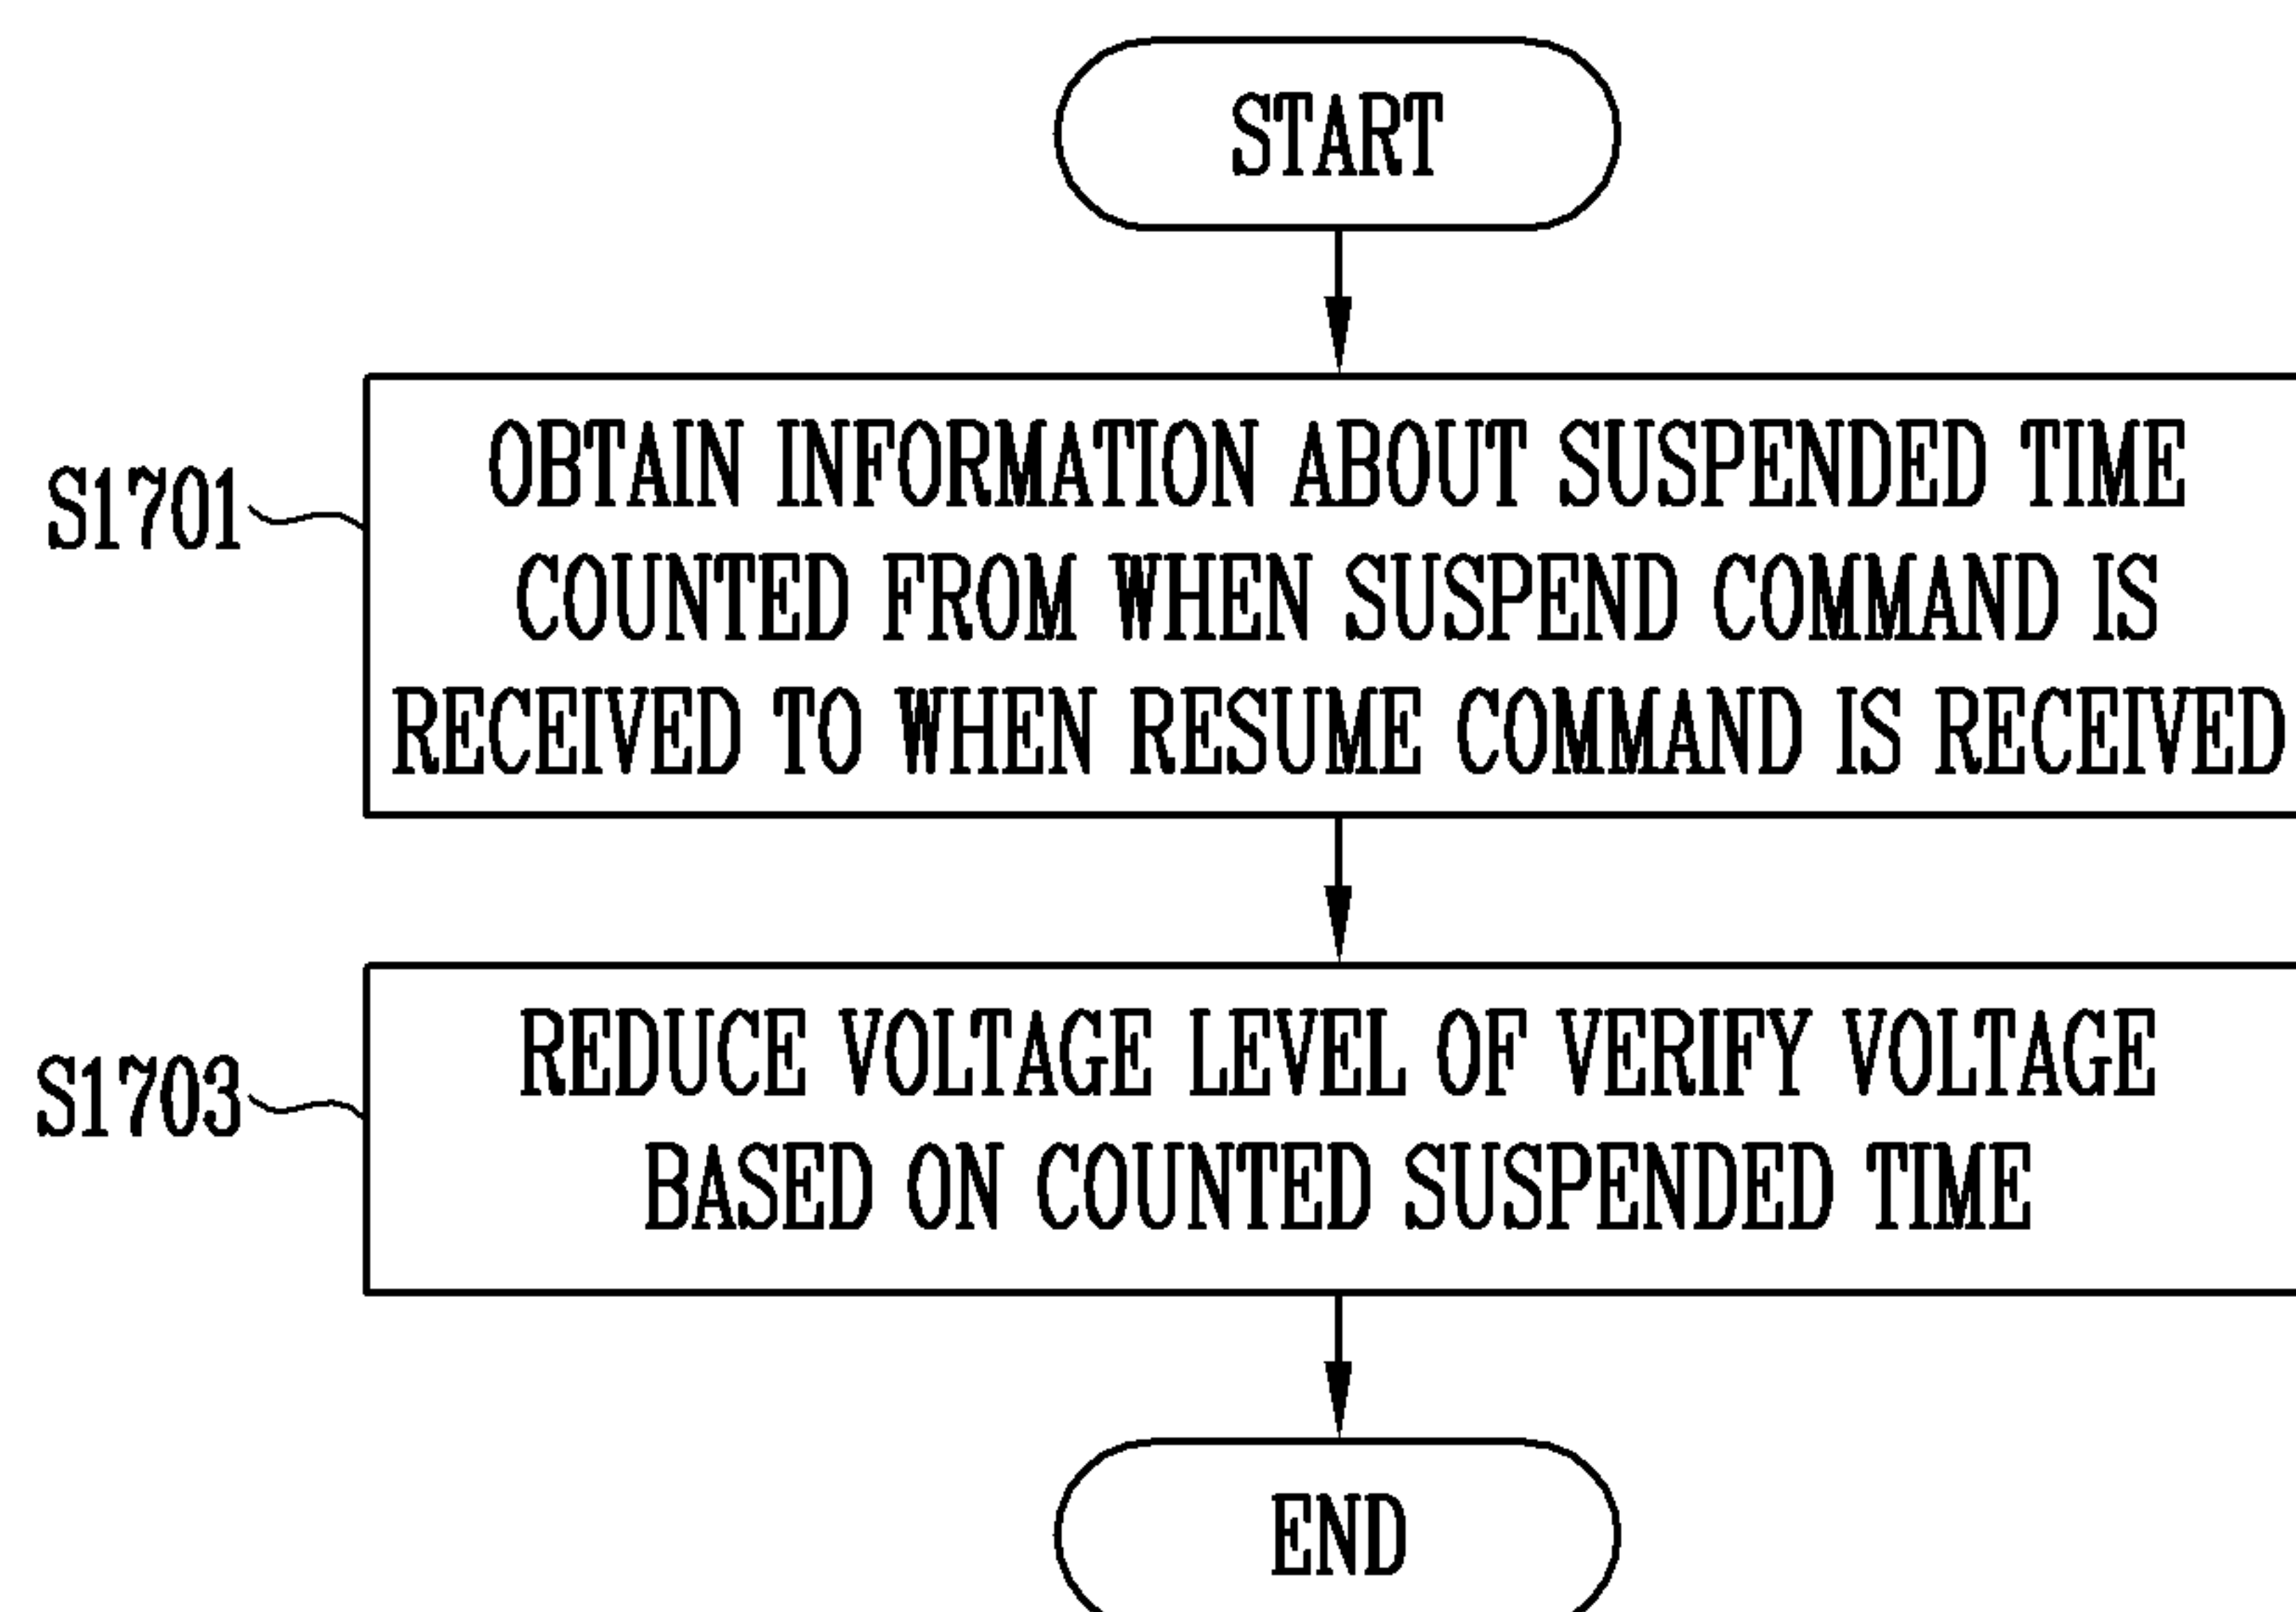 START
S1701
OBTAIN INFORMATION ABOUT SUSPENDED TIME
COUNTED FROM WHEN SUSPEND COMMAND IS
RECEIVED TO WHEN RESUME COMMAND IS RECEIVED
S1703
REDUCE VOLTAGE LEVEL OF VERIFY VOLTAGE
BASED ON COUNTED SUSPENDED TIME
END